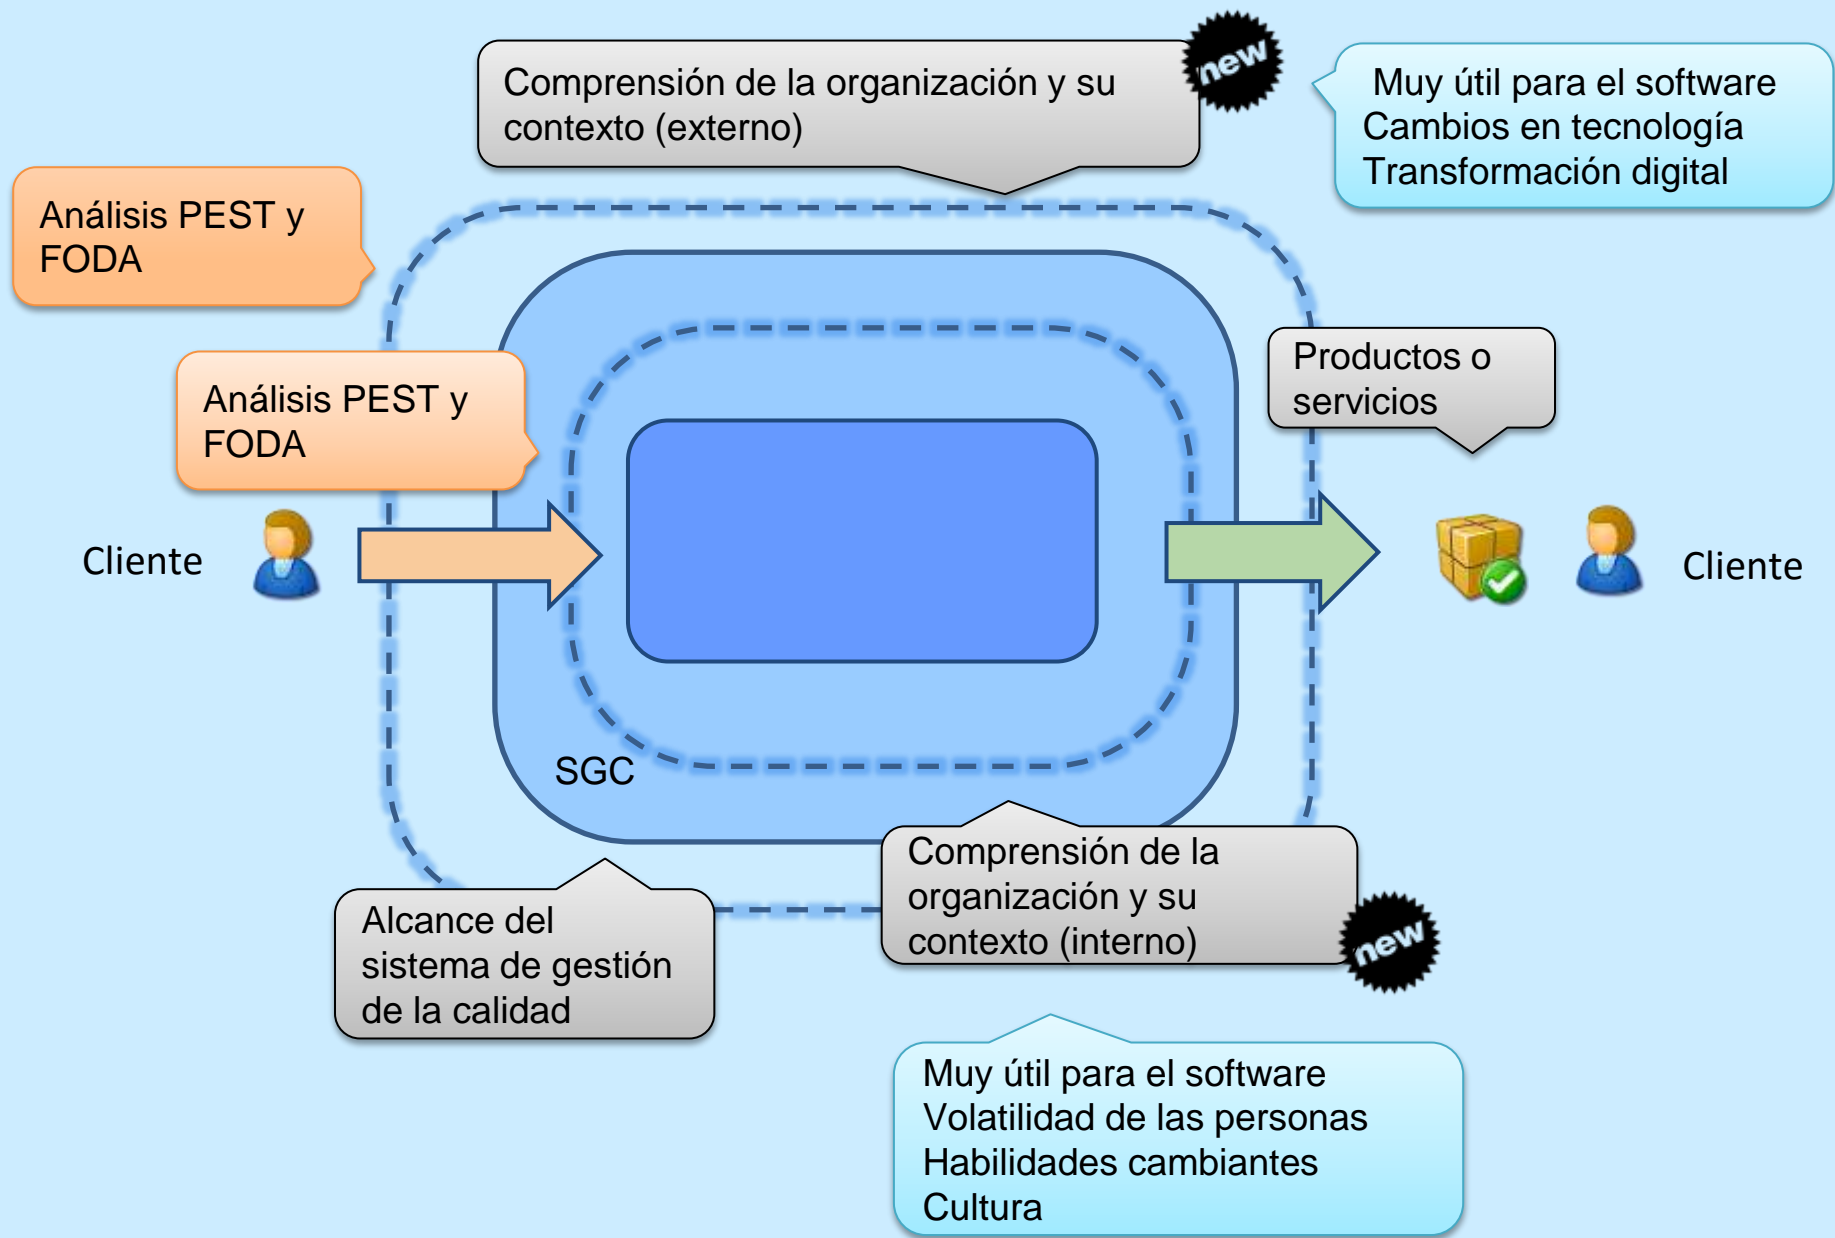 Comprensión de la organización y su
contexto (externo)
new
Muy útil para el software
Cambios en tecnología
Transformación digital
Análisis PEST y
FODA
Análisis PEST y
FODA
Productos o
servicios
Cliente
Cliente
SGC
Comprensión de la
organización y su
contexto (interno)
new
Alcance del
sistema de gestión
de la calidad
Muy útil para el software
Volatilidad de las personas
Habilidades cambiantes
Cultura